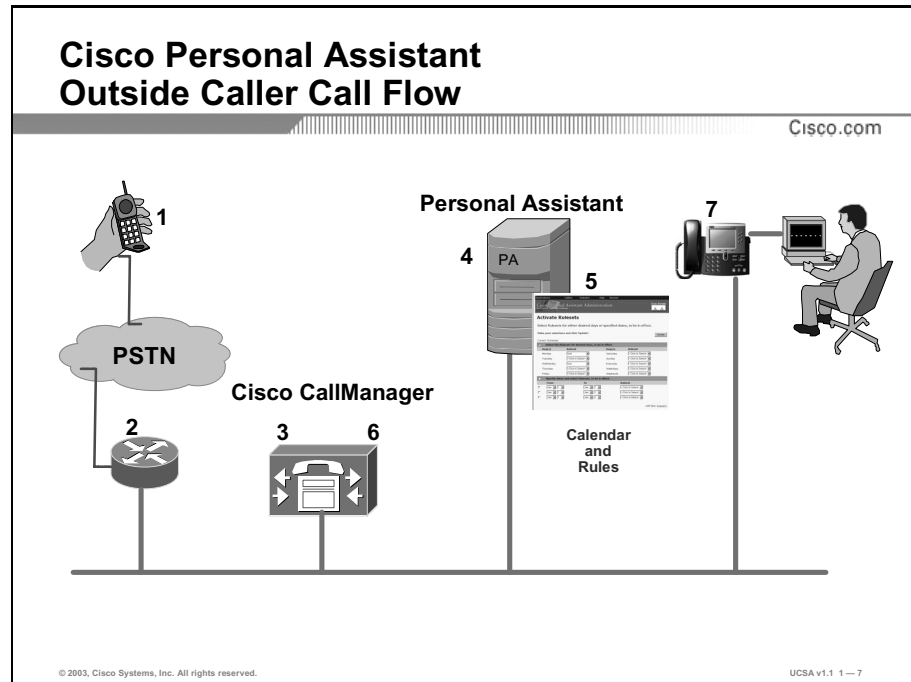 Cisco Personal Assistant
Outside Caller Call Flow
Cisco.com
1
Personal Assistant
7
4
PA
5
Activate Rulesets
PSTN
Cisco CallManager
2
3 6
Calendar
and
Rules
© 2003, Cisco Systems, Inc. All rights reserved.
UCSA v1.1 1 — 7